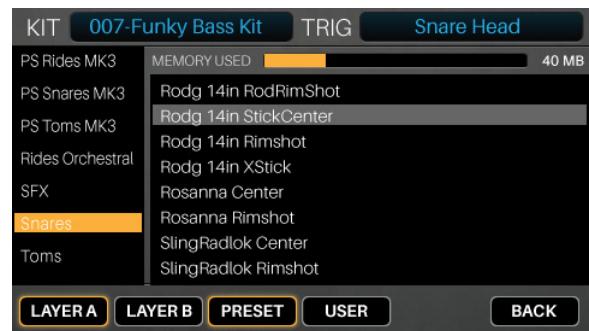 KIT 007-Funky Bass Kit TRIG Snare Head
PS Rides MK3
PS Snares MK3
PS Toms MK3
Rides Orchestral
SFX
Snares
Toms
MEMORY USED 40 MB
Rodg 14in RodRimShot
Rodg 14in StickCenter
Rodg 14in Rimshot
Rodg 14in XStick
Rosanna Center
Rosanna Rimshot
SlingRadlok Center
SlingRadlok Rimshot
LAYER A LAYER B PRESET USER BACK